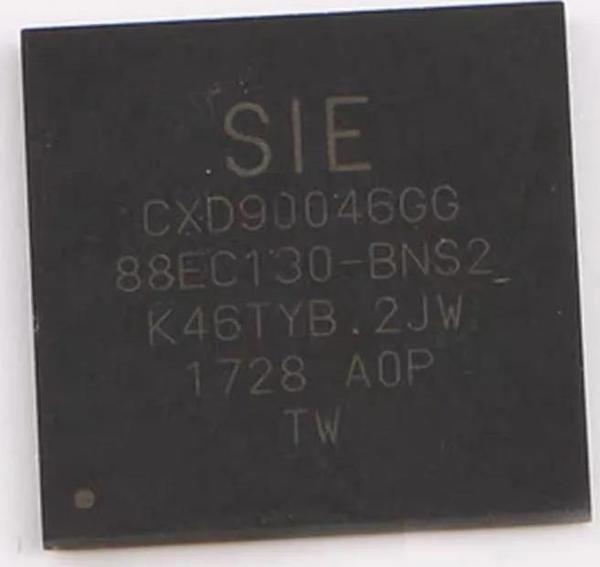 SIE
CXD90046GG
88EC130-BNS2
K46TYB.2JW
1728 A0P
TW